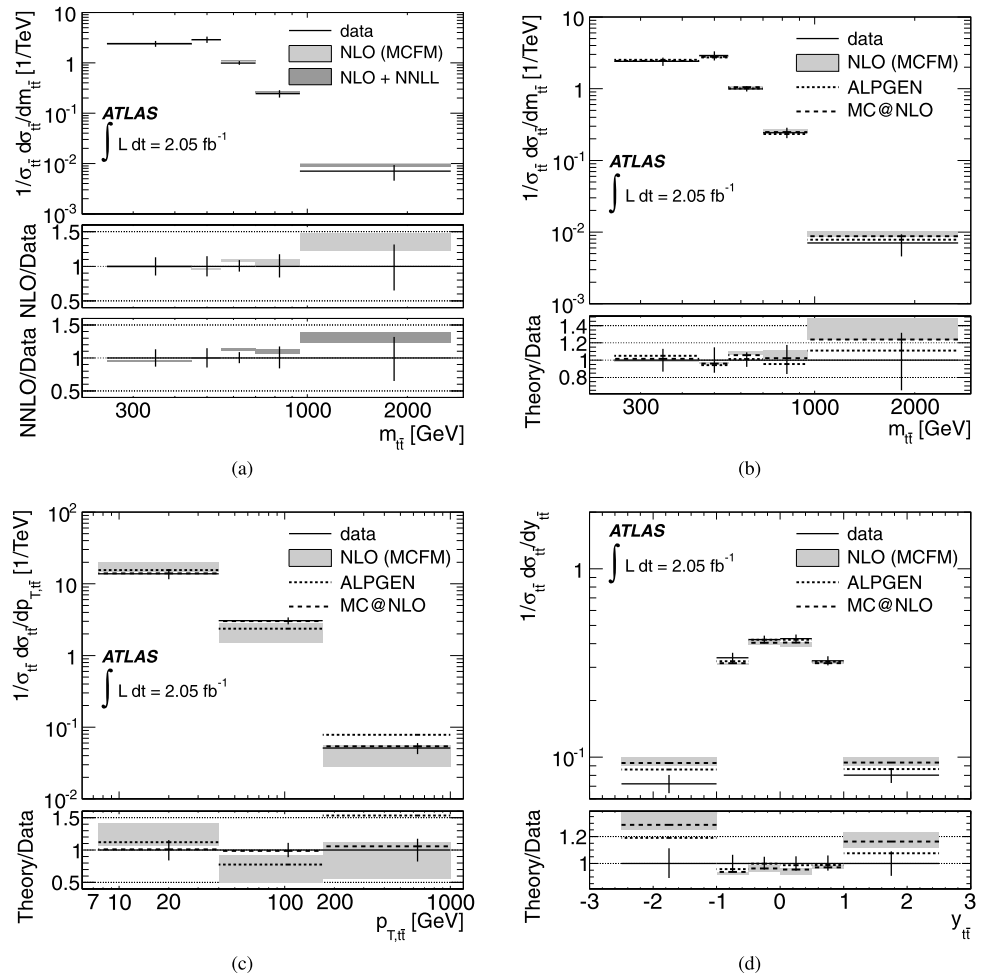 10
1
10⁻¹
10⁻²
10⁻³
1/σ_tt̄ dσ_tt̄/dm_tt̄ [1/TeV]
data
NLO (MCFM)
NLO + NNLL
ATLAS
∫ L dt = 2.05 fb⁻¹
NLO/Data
1.5
1
0.5
NNLO/Data
1.5
1
0.5
300 1000 2000
m_tt̄ [GeV]
(a)
10
1
10⁻¹
10⁻²
10⁻³
1/σ_tt̄ dσ_tt̄/dm_tt̄ [1/TeV]
data
NLO (MCFM)
ALPGEN
MC@NLO
ATLAS
∫ L dt = 2.05 fb⁻¹
Theory/Data
1.4
1.2
1
0.8
300 1000 2000
m_tt̄ [GeV]
(b)
10²
10
1
10⁻¹
10⁻²
1/σ_tt̄ dσ_tt̄/dp_T,tt̄ [1/TeV]
data
NLO (MCFM)
ALPGEN
MC@NLO
ATLAS
∫ L dt = 2.05 fb⁻¹
Theory/Data
1.5
1
0.5
7 10 20 100 200 1000
p_T,tt̄ [GeV]
(c)
1
10⁻¹
1/σ_tt̄ dσ_tt̄/dy_tt̄
ATLAS
∫ L dt = 2.05 fb⁻¹
data
NLO (MCFM)
ALPGEN
MC@NLO
Theory/Data
1.2
1
-3 -2 -1 0 1 2 3
y_tt̄
(d)